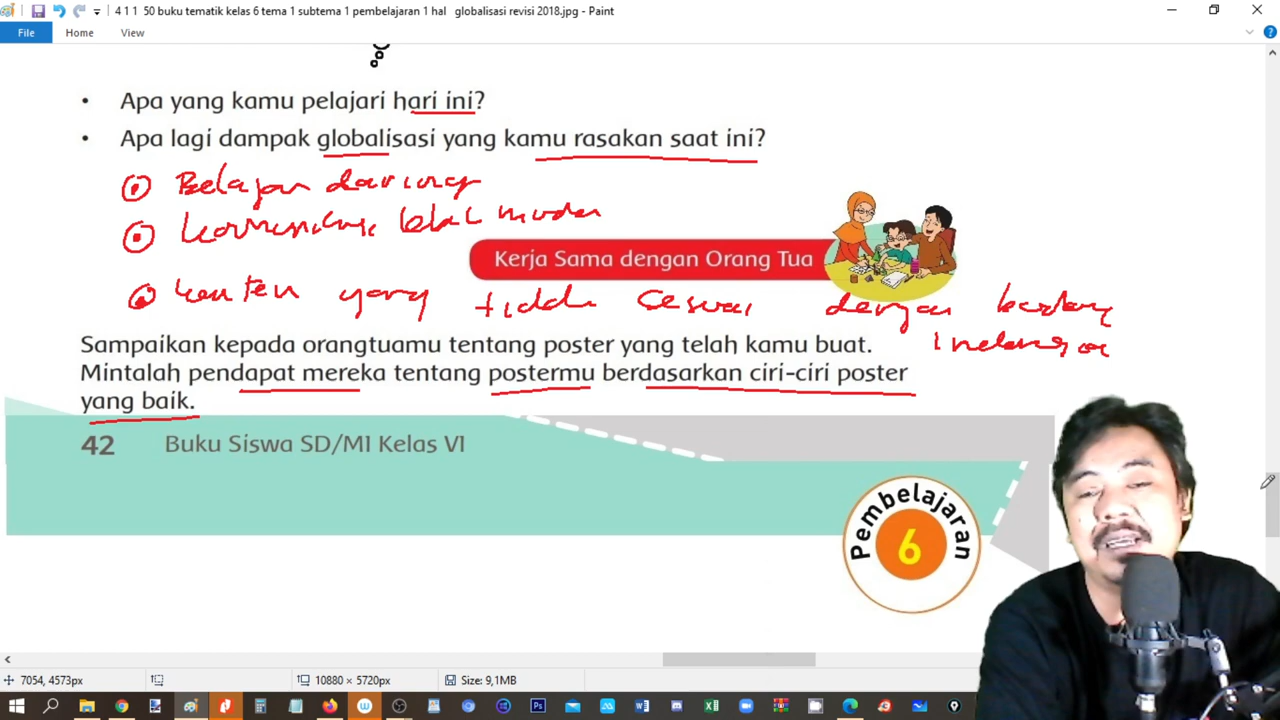 4 1 1 50 buku tematik kelas 6 tema 1 subtema 1 pembelajaran 1 hal globalisasi revisi 2018.jpg - Paint
File Home View
• Apa yang kamu pelajari hari ini?
• Apa lagi dampak globalisasi yang kamu rasakan saat ini?
Belajar daring
komunikasi lebih mudah
Kerja Sama dengan Orang Tua
konten yang tidak sesuai dengan budaya
Indonesia
Sampaikan kepada orangtuamu tentang poster yang telah kamu buat.
Mintalah pendapat mereka tentang postermu berdasarkan ciri-ciri poster
yang baik.
42 Buku Siswa SD/MI Kelas VI
Pembelajaran
6
7054, 4573px 10880 × 5720px Size: 9,1MB